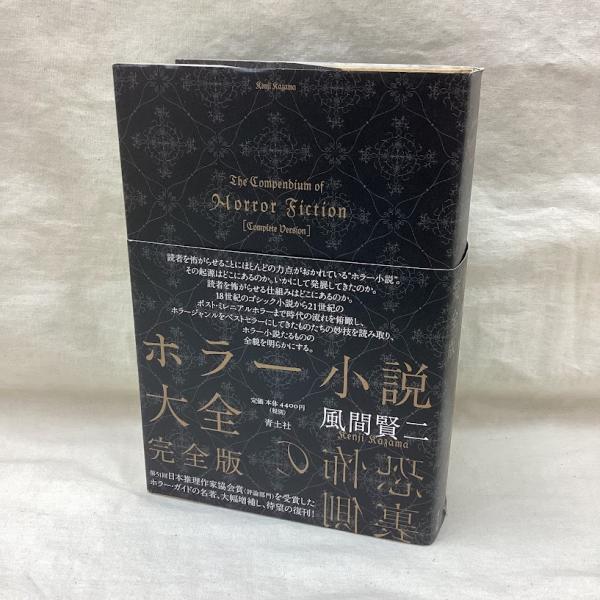 Kenji Kazama
The Compendium of
Horror Fiction
[Complete Version]
読者を怖がらせることにほとんどの力点がおかれている“ホラー小説”。
その起源はどこにあるのか。いかにして発展してきたのか。
読者を怖がらせる仕組みはどこにあるのか。
18世紀のゴシック小説から21世紀の
ポスト・ミレニアルホラーまで時代の流れを俯瞰し、
ホラージャンルをベストセラーにしてきたものたちの妙技を読み取り、
ホラー小説たるものの
全貌を明らかにする。
ホラー小説
大全
完全版
定価 本体4400円
(税別)
青土社
風間賢二
Kenji Kazama
恐怖の
裏側
第51回日本推理作家協会賞(評論部門)を受賞した
ホラー・ガイドの名著、大幅増補し、待望の復刊!